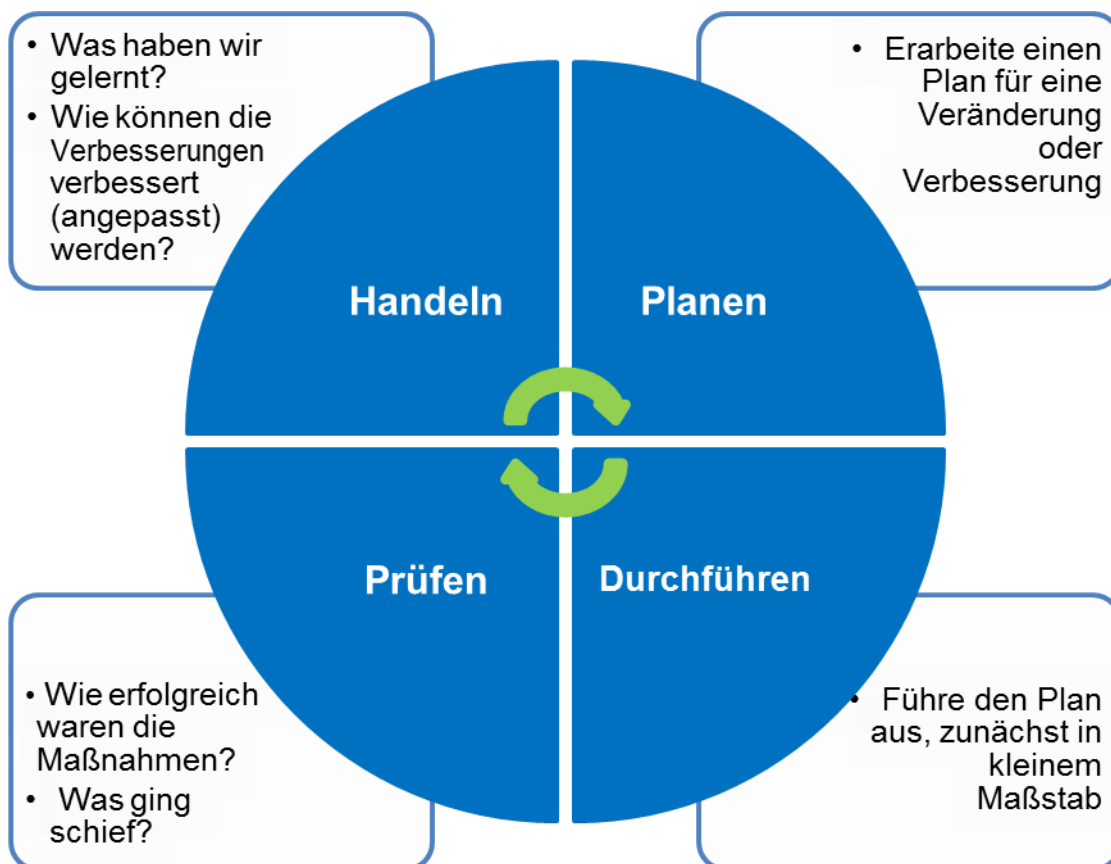 • Was haben wir
gelernt?
• Wie können die
Verbesserungen
verbessert
(angepasst)
werden?
• Erarbeite einen
Plan für eine
Veränderung
oder
Verbesserung
Handeln
Planen
Prüfen
Durchführen
• Wie erfolgreich
waren die
Maßnahmen?
• Was ging
schief?
• Führe den Plan
aus, zunächst in
kleinem
Maßstab